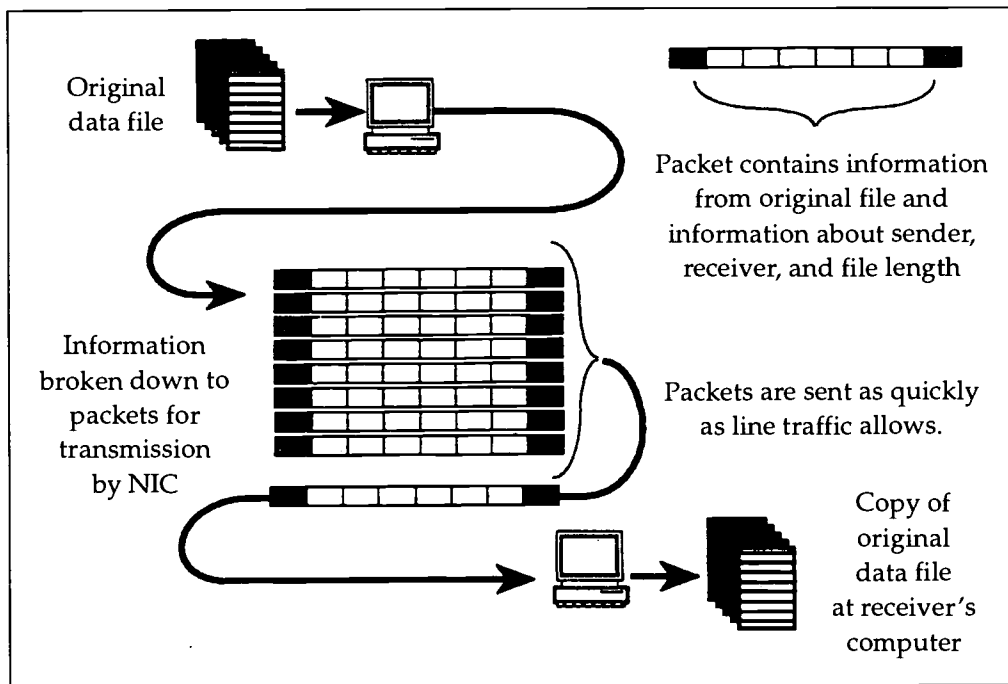 Original
data file
Packet contains information
from original file and
information about sender,
receiver, and file length
Information
broken down to
packets for
transmission
by NIC
Packets are sent as quickly
as line traffic allows.
Copy of
original
data file
at receiver's
computer